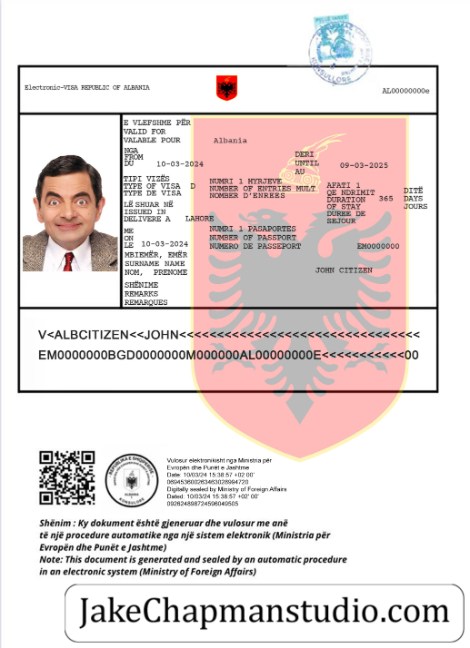 Electronic-VISA REPUBLIC OF ALBANIA
AL00000000e
E VLEFSHME PËR
VALID FOR
VALABLE POUR Albania
NGA
FROM
DU 10-03-2024
DERI
UNTIL
AU 09-03-2025
TIPI VIZËS
TYPE OF VISA D
TYPE DE VISA
NUMRI I HYRJEVE
NUMBER OF ENTRIES MULT
NUMBER D'ENREES
AFATI I
QE NDRIMIT
DURATION 365
OF STAY
DUREE DE
SEJOUR
DITË
DAYS
JOURS
LËSHUAR NË
ISSUED IN
DELIVERE A LAHORE
ME
ON
LE 10-03-2024
NUMRI I PASAPORTES
NUMBER OF PASSPORT
NUMERO DE PASSEPORT EM0000000
MBIEMËR, EMËR
SURNAME NAME
NOM, PRENOME
JOHN CITIZEN
SHËNIME
REMARKS
REMARQUES
V<ALBCITIZEN<<JOHN<<<<<<<<<<<<<<<<<<<<<<<<<<<<<<
EM0000000BGD0000000M000000AL00000000E<<<<<<<<<<<00
Vulosur elektronikisht nga Ministria për
Evropën dhe Punët e Jashtme
Date: 10/03/24 15:38:57 +02'00'
Digitally sealed by Ministry of Foreign Affairs
Dated: 10/03/24 15:38:57 +02'00'
Shënim : Ky dokument është gjeneruar dhe vulosur me anë
të një procedure automatike nga një sistem elektronik (Ministria për
Evropën dhe Punët e Jashtme)
Note: This document is generated and sealed by an automatic procedure
in an electronic system (Ministry of Foreign Affairs)
JakeChapmanstudio.com